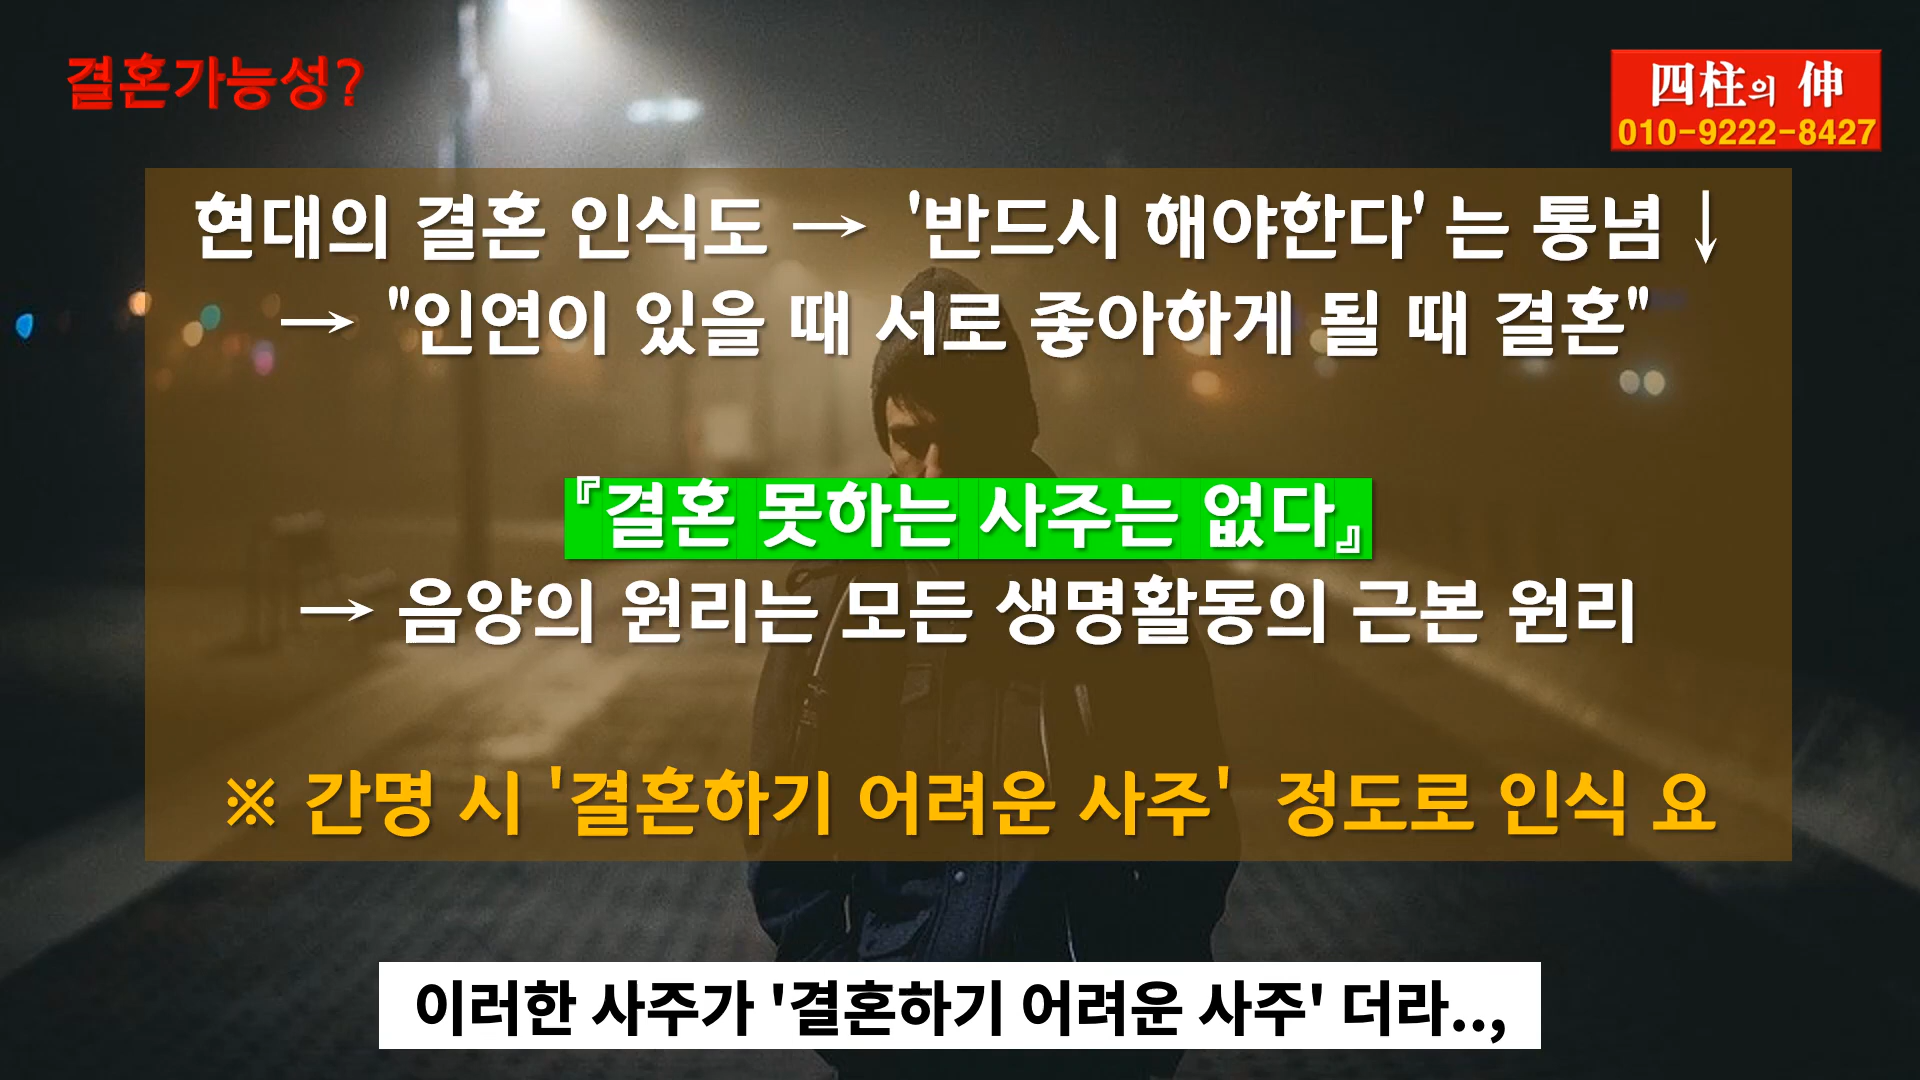 결혼가능성?
四柱의 伸
010-9222-8427
현대의 결혼 인식도 → '반드시 해야한다' 는 통념 ↓
→ "인연이 있을 때 서로 좋아하게 될 때 결혼"
『결혼 못하는 사주는 없다』
→ 음양의 원리는 모든 생명활동의 근본 원리
※ 간명 시 '결혼하기 어려운 사주' 정도로 인식 요
이러한 사주가 '결혼하기 어려운 사주' 더라..,